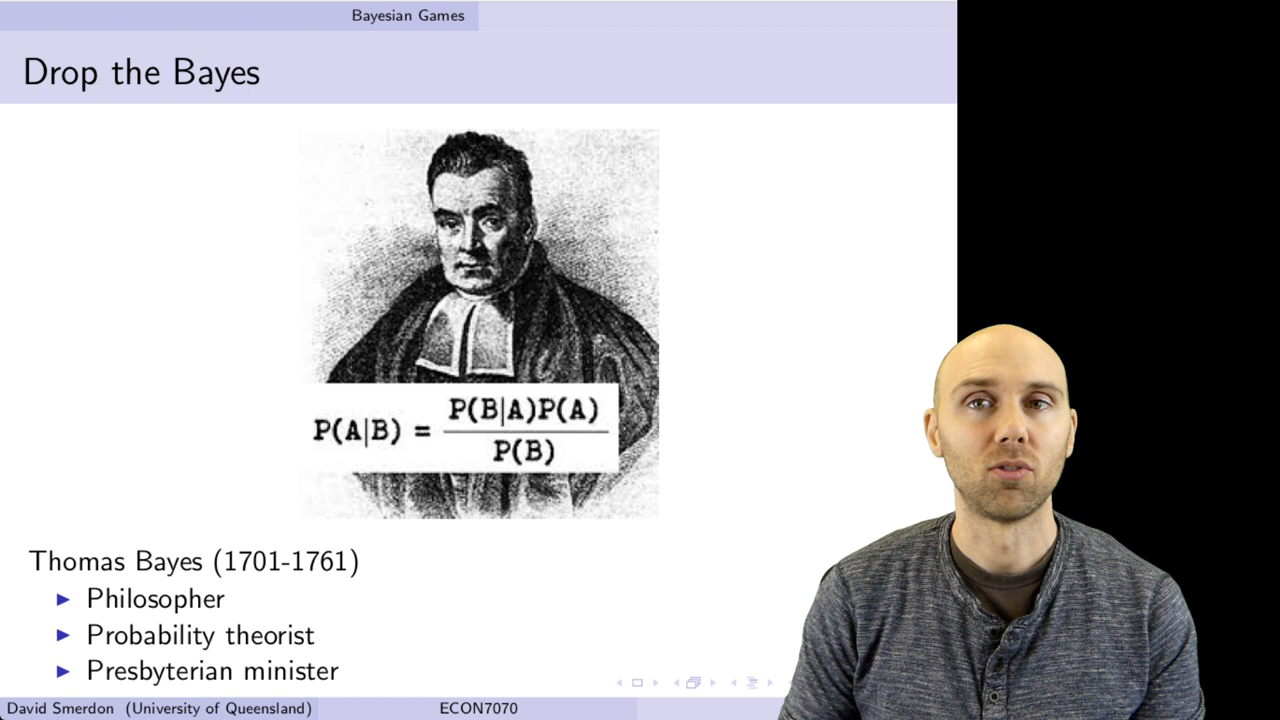 Bayesian Games
Drop the Bayes
P(A|B) = P(B|A)P(A) / P(B)
Thomas Bayes (1701-1761)
Philosopher
Probability theorist
Presbyterian minister
David Smerdon (University of Queensland)
ECON7070